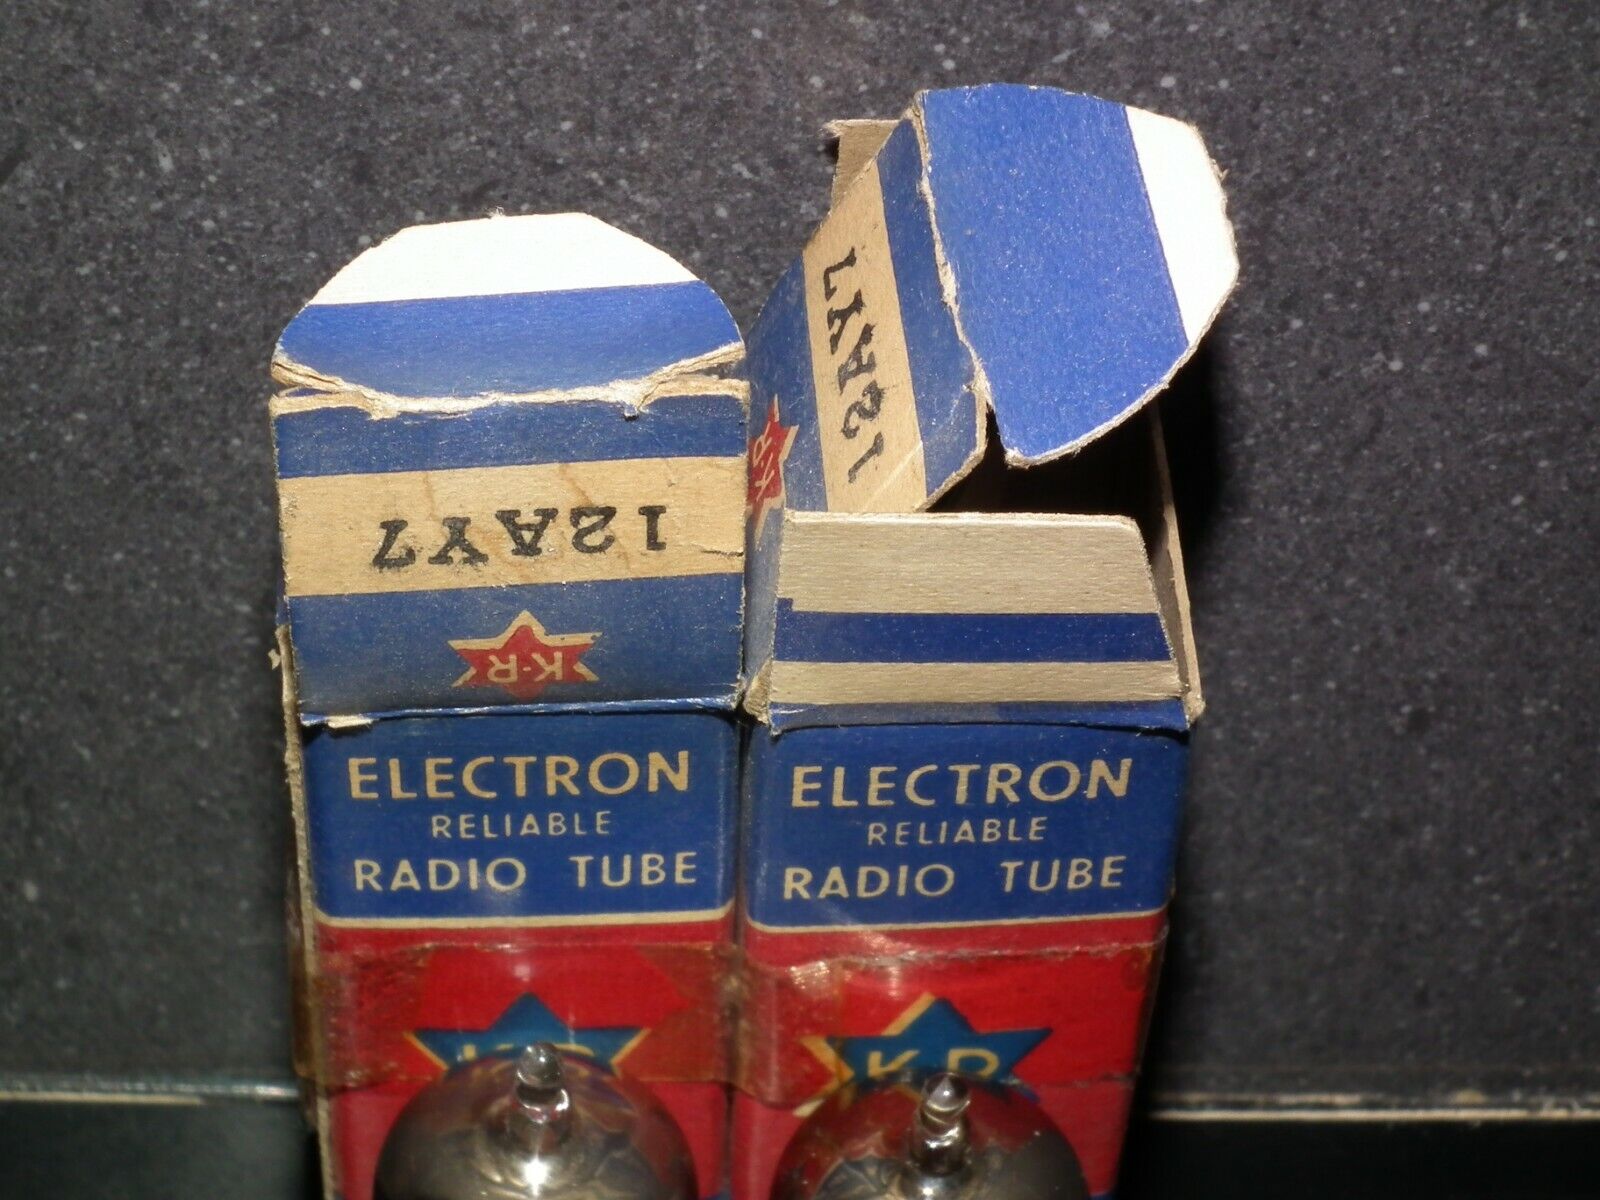 12AY7
K-R
ELECTRON
RELIABLE
RADIO TUBE
K-R
12AY7
K-R
ELECTRON
RELIABLE
RADIO TUBE
K-R